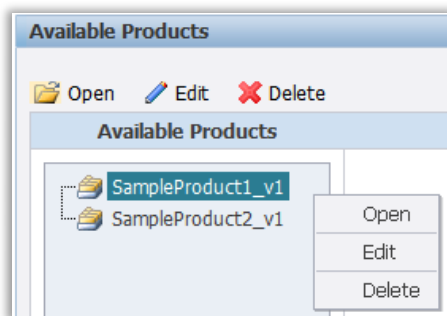 Available Products
Open Edit Delete
Available Products
SampleProduct1_v1
SampleProduct2_v1
Open
Edit
Delete